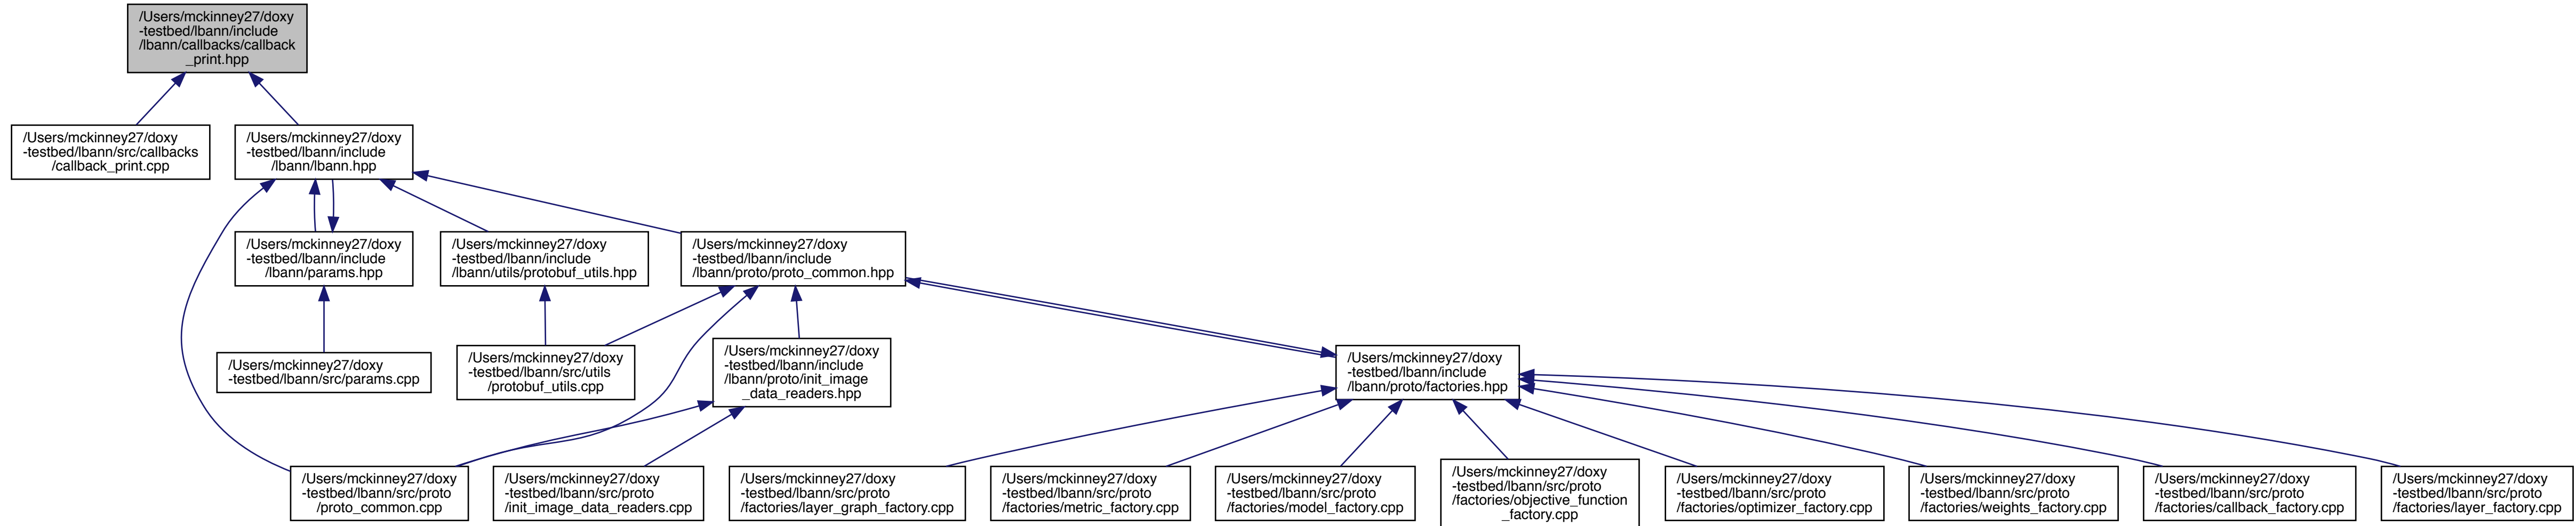 /Users/mckinney27/doxy
-testbed/lbann/include
/lbann/callbacks/callback
_print.hpp
/Users/mckinney27/doxy
-testbed/lbann/src/callbacks
/callback_print.cpp
/Users/mckinney27/doxy
-testbed/lbann/include
/lbann/lbann.hpp
/Users/mckinney27/doxy
-testbed/lbann/include
/lbann/params.hpp
/Users/mckinney27/doxy
-testbed/lbann/include
/lbann/utils/protobuf_utils.hpp
/Users/mckinney27/doxy
-testbed/lbann/include
/lbann/proto/proto_common.hpp
/Users/mckinney27/doxy
-testbed/lbann/src/params.cpp
/Users/mckinney27/doxy
-testbed/lbann/src/utils
/protobuf_utils.cpp
/Users/mckinney27/doxy
-testbed/lbann/include
/lbann/proto/init_image
_data_readers.hpp
/Users/mckinney27/doxy
-testbed/lbann/include
/lbann/proto/factories.hpp
/Users/mckinney27/doxy
-testbed/lbann/src/proto
/proto_common.cpp
/Users/mckinney27/doxy
-testbed/lbann/src/proto
/init_image_data_readers.cpp
/Users/mckinney27/doxy
-testbed/lbann/src/proto
/factories/layer_graph_factory.cpp
/Users/mckinney27/doxy
-testbed/lbann/src/proto
/factories/metric_factory.cpp
/Users/mckinney27/doxy
-testbed/lbann/src/proto
/factories/model_factory.cpp
/Users/mckinney27/doxy
-testbed/lbann/src/proto
/factories/objective_function
_factory.cpp
/Users/mckinney27/doxy
-testbed/lbann/src/proto
/factories/optimizer_factory.cpp
/Users/mckinney27/doxy
-testbed/lbann/src/proto
/factories/weights_factory.cpp
/Users/mckinney27/doxy
-testbed/lbann/src/proto
/factories/callback_factory.cpp
/Users/mckinney27/doxy
-testbed/lbann/src/proto
/factories/layer_factory.cpp